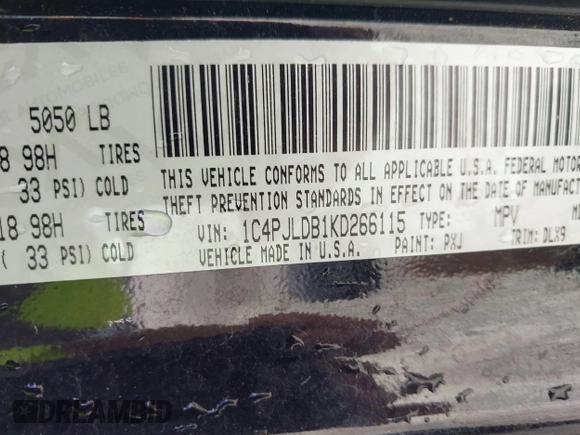 5050 LB
8 98H TIRES
33 PSI) COLD
18 98H TIRES
( 33 PSI) COLD
THIS VEHICLE CONFORMS TO ALL APPLICABLE U.S.A. FEDERAL MOTOR
THEFT PREVENTION STANDARDS IN EFFECT ON THE DATE OF MANUFACT
VIN: 1C4PJLDB1KD266115 TYPE: MPV
VEHICLE MADE IN U.S.A. PAINT: PXJ TRIM: DLX9
DREAMBID